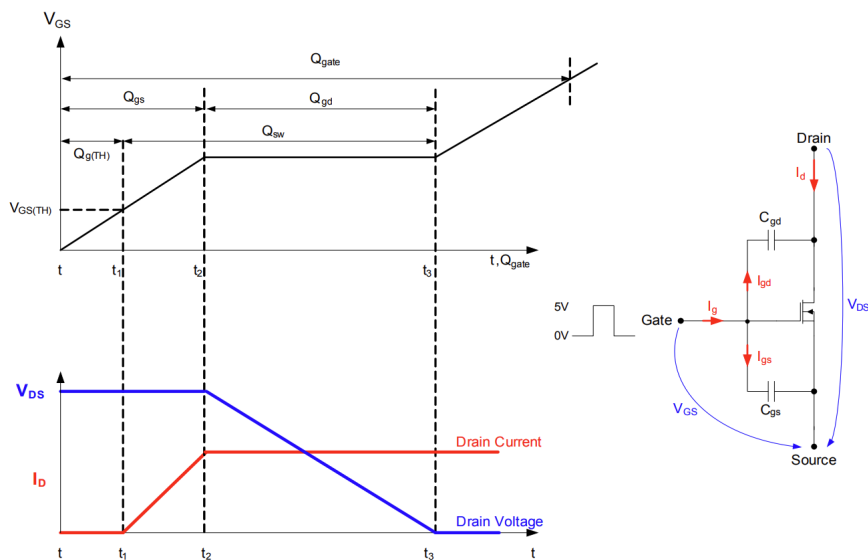 VGS
Qgate
Qgs
Qgd
Qg(TH)
Qsw
VGS(TH)
t
t1
t2
t3
t,Qgate
VDS
ID
Drain Current
Drain Voltage
t
t1
t2
t3
t
Drain
Id
Cgd
Igd
5V
0V
Gate
Ig
VDS
Igs
VGS
Cgs
Source